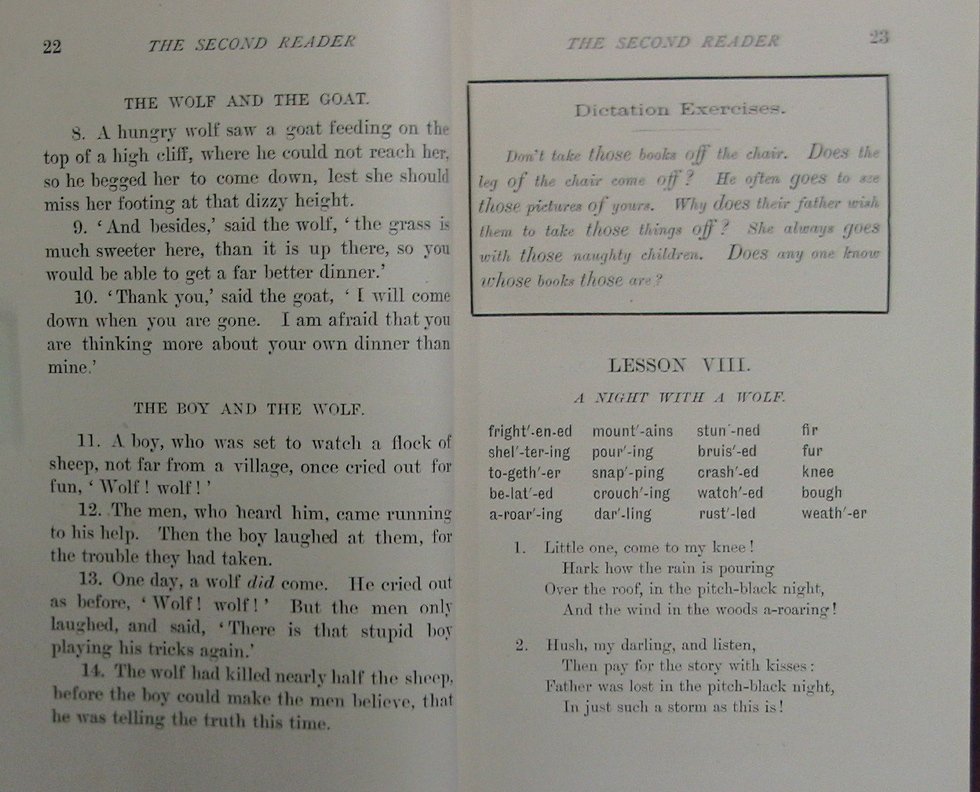 22
THE SECOND READER
THE WOLF AND THE GOAT.
8. A hungry wolf saw a goat feeding on the
top of a high cliff, where he could not reach her,
so he begged her to come down, lest she should
miss her footing at that dizzy height.
9. ‘And besides,’ said the wolf, ‘the grass is
much sweeter here, than it is up there, so you
would be able to get a far better dinner.’
10. ‘Thank you,’ said the goat, ‘I will come
down when you are gone. I am afraid that you
are thinking more about your own dinner than
mine.’
THE BOY AND THE WOLF.
11. A boy, who was set to watch a flock of
sheep, not far from a village, once cried out for
fun, ‘Wolf! wolf!’
12. The men, who heard him, came running
to his help. Then the boy laughed at them, for
the trouble they had taken.
13. One day, a wolf did come. He cried out
as before, ‘Wolf! wolf!’ But the men only
laughed, and said, ‘There is that stupid boy
playing his tricks again.’
14. The wolf had killed nearly half the sheep,
before the boy could make the men believe, that
he was telling the truth this time.
THE SECOND READER
23
Dictation Exercises.
Don't take those books off the chair. Does the
leg of the chair come off? He often goes to see
those pictures of yours. Why does their father wish
them to take those things off? She always goes
with those naughty children. Does any one know
whose books those are?
LESSON VIII.
A NIGHT WITH A WOLF.
fright′-en-ed mount′-ains stun′-ned fir
shel′-ter-ing pour′-ing bruis′-ed fur
to-geth′-er snap′-ping crash′-ed knee
be-lat′-ed crouch′-ing watch′-ed bough
a-roar′-ing dar′-ling rust′-led weath′-er
1. Little one, come to my knee!
Hark how the rain is pouring
Over the roof, in the pitch-black night,
And the wind in the woods a-roaring!
2. Hush, my darling, and listen,
Then pay for the story with kisses:
Father was lost in the pitch-black night,
In just such a storm as this is!